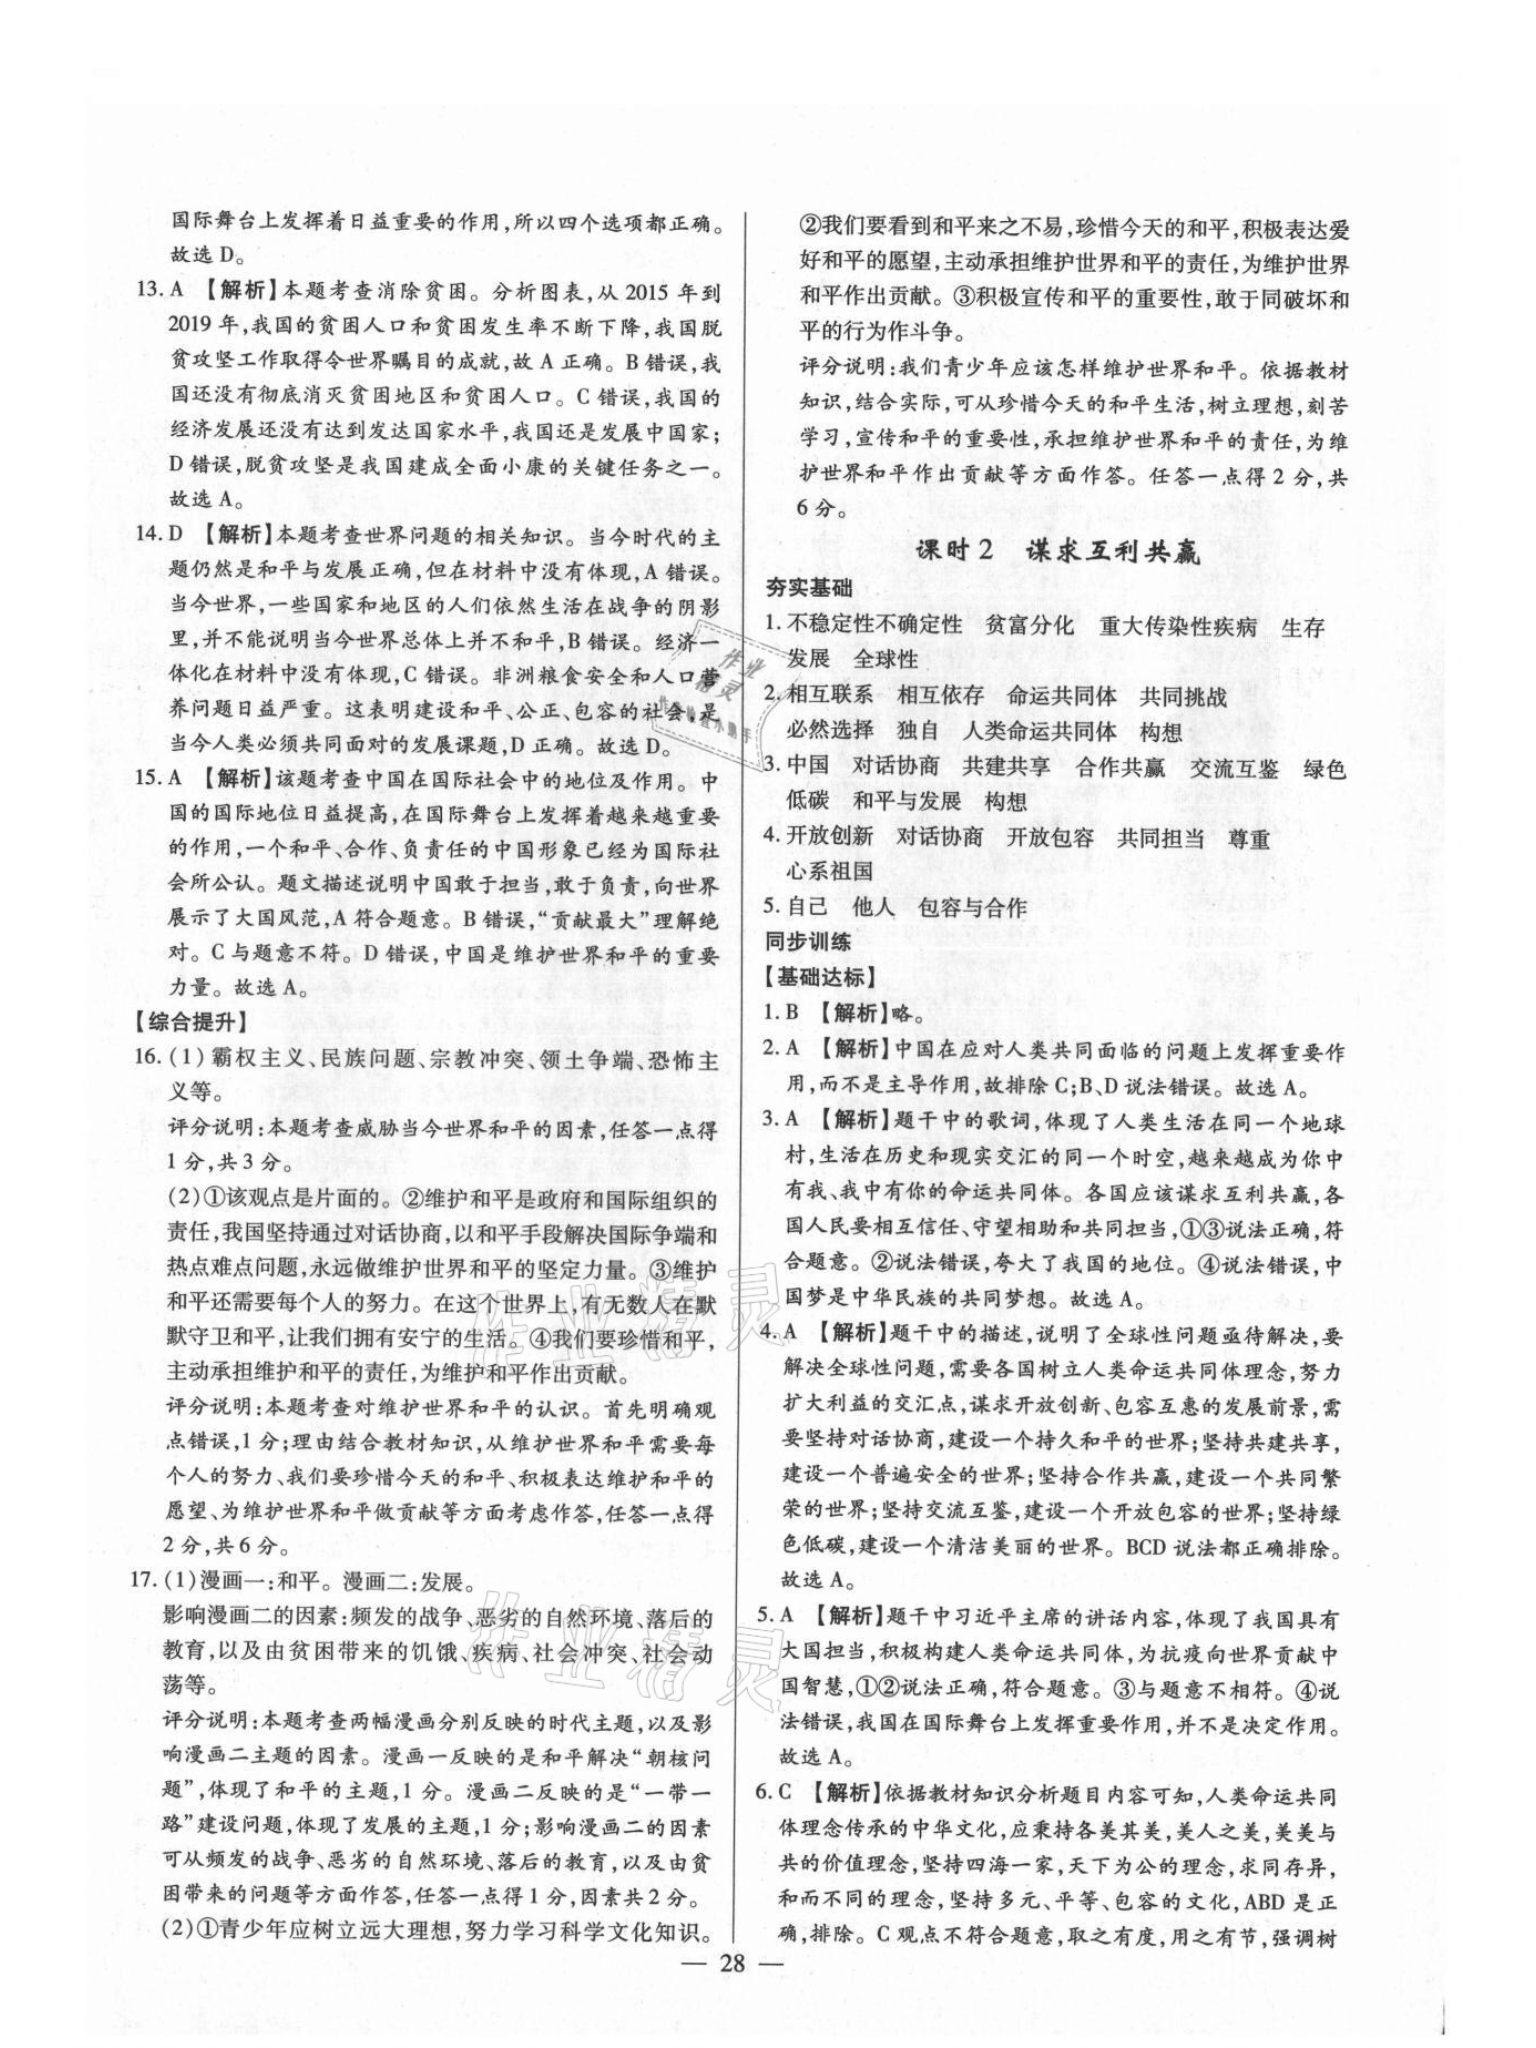 国际舞台上发挥着日益重要的作用,所以四个选项都正确。
故选 D。
13. A 【解析】本题考查消除贫困。分析图表,从 2015 年到
2019 年,我国的贫困人口和贫困发生率不断下降,我国脱
贫攻坚工作取得令世界瞩目的成就,故 A 正确。B 错误,我
国还没有彻底消灭贫困地区和贫困人口。C 错误,我国的
经济发展还没有达到发达国家水平,我国还是发展中国家;
D 错误,脱贫攻坚是我国建成全面小康的关键任务之一。
故选 A。
14. D 【解析】本题考查世界问题的相关知识。当今时代的主
题仍然是和平与发展正确,但在材料中没有体现,A 错误。
当今世界,一些国家和地区的人们依然生活在战争的阴影
里,并不能说明当今世界总体上并不和平,B 错误。经济一
体化在材料中没有体现,C 错误。非洲粮食安全和人口营
养问题日益严重。这表明建设和平、公正、包容的社会,是
当今人类必须共同面对的发展课题,D 正确。故选 D。
15. A 【解析】该题考查中国在国际社会中的地位及作用。中
国的国际地位日益提高,在国际舞台上发挥着越来越重要
的作用,一个和平、合作、负责任的中国形象已经为国际社
会所公认。题文描述说明中国敢于担当,敢于负责,向世界
展示了大国风范,A 符合题意。B 错误,“贡献最大”理解绝
对。C 与题意不符。D 错误,中国是维护世界和平的重要
力量。故选 A。
【综合提升】
16. (1)霸权主义、民族问题、宗教冲突、领土争端、恐怖主
义等。
评分说明:本题考查威胁当今世界和平的因素,任答一点得
1 分,共 3 分。
(2)①该观点是片面的。②维护和平是政府和国际组织的
责任,我国坚持通过对话协商,以和平手段解决国际争端和
热点难点问题,永远做维护世界和平的坚定力量。③维护
和平还需要每个人的努力。在这个世界上,有无数人在默
默守卫和平,让我们拥有安宁的生活。④我们要珍惜和平,
主动承担维护和平的责任,为维护和平作出贡献。
评分说明:本题考查对维护世界和平的认识。首先明确观
点错误,1 分;理由结合教材知识,从维护世界和平需要每
个人的努力、我们要珍惜今天的和平、积极表达维护和平的
愿望、为维护世界和平做贡献等方面考虑作答,任答一点得
2 分,共 6 分。
17. (1)漫画一:和平。漫画二:发展。
影响漫画二的因素:频发的战争、恶劣的自然环境、落后的
教育,以及由贫困带来的饥饿、疾病、社会冲突、社会动
荡等。
评分说明:本题考查两幅漫画分别反映的时代主题,以及影
响漫画二主题的因素。漫画一反映的是和平解决“朝核问
题”,体现了和平的主题,1 分。漫画二反映的是“一带一
路”建设问题,体现了发展的主题,1 分;影响漫画二的因素
可从频发的战争、恶劣的自然环境、落后的教育,以及由贫
困带来的问题等方面作答,任答一点得 1 分,因素共 2 分。
(2)①青少年应树立远大理想,努力学习科学文化知识。
②我们要看到和平来之不易,珍惜今天的和平,积极表达爱
好和平的愿望,主动承担维护世界和平的责任,为维护世界
和平作出贡献。③积极宣传和平的重要性,敢于同破坏和
平的行为作斗争。
评分说明:我们青少年应该怎样维护世界和平。依据教材
知识,结合实际,可从珍惜今天的和平生活,树立理想,刻苦
学习,宣传和平的重要性,承担维护世界和平的责任,为维
护世界和平作出贡献等方面作答。任答一点得 2 分,共
6 分。
课时 2 谋求互利共赢
夯实基础
1. 不稳定性不确定性 贫富分化 重大传染性疾病 生存
发展 全球性
2. 相互联系 相互依存 命运共同体 共同挑战
必然选择 独自 人类命运共同体 构想
3. 中国 对话协商 共建共享 合作共赢 交流互鉴 绿色
低碳 和平与发展 构想
4. 开放创新 对话协商 开放包容 共同担当 尊重
心系祖国
5. 自己 他人 包容与合作
同步训练
【基础达标】
1. B 【解析】略。
2. A 【解析】中国在应对人类共同面临的问题上发挥重要作
用,而不是主导作用,故排除 C;B、D 说法错误。故选 A。
3. A 【解析】题干中的歌词,体现了人类生活在同一个地球
村,生活在历史和现实交汇的同一个时空,越来越成为你中
有我、我中有你的命运共同体。各国应该谋求互利共赢,各
国人民要相互信任、守望相助和共同担当,①③说法正确,符
合题意。②说法错误,夸大了我国的地位。④说法错误,中
国梦是中华民族的共同梦想。故选 A。
4. A 【解析】题干中的描述,说明了全球性问题亟待解决,要
解决全球性问题,需要各国树立人类命运共同体理念,努力
扩大利益的交汇点,谋求开放创新、包容互惠的发展前景,需
要坚持对话协商,建设一个持久和平的世界;坚持共建共享,
建设一个普遍安全的世界;坚持合作共赢,建设一个共同繁
荣的世界;坚持交流互鉴,建设一个开放包容的世界;坚持绿
色低碳,建设一个清洁美丽的世界。BCD 说法都正确排除。
故选 A。
5. A 【解析】题干中习近平主席的讲话内容,体现了我国具有
大国担当,积极构建人类命运共同体,为抗疫向世界贡献中
国智慧,①②说法正确,符合题意。③与题意不相符。④说
法错误,我国在国际舞台上发挥重要作用,并不是决定作用。
故选 A。
6. C 【解析】依据教材知识分析题目内容可知,人类命运共同
体理念传承的中华文化,应秉持各美其美,美人之美,美美与
共的价值理念,坚持四海一家,天下为公的理念,求同存异,
和而不同的理念,坚持多元、平等、包容的文化,ABD 是正
确,排除。C 观点不符合题意,取之有度,用之有节,强调树
— 28 —
作业精灵
作业精灵
作业精灵